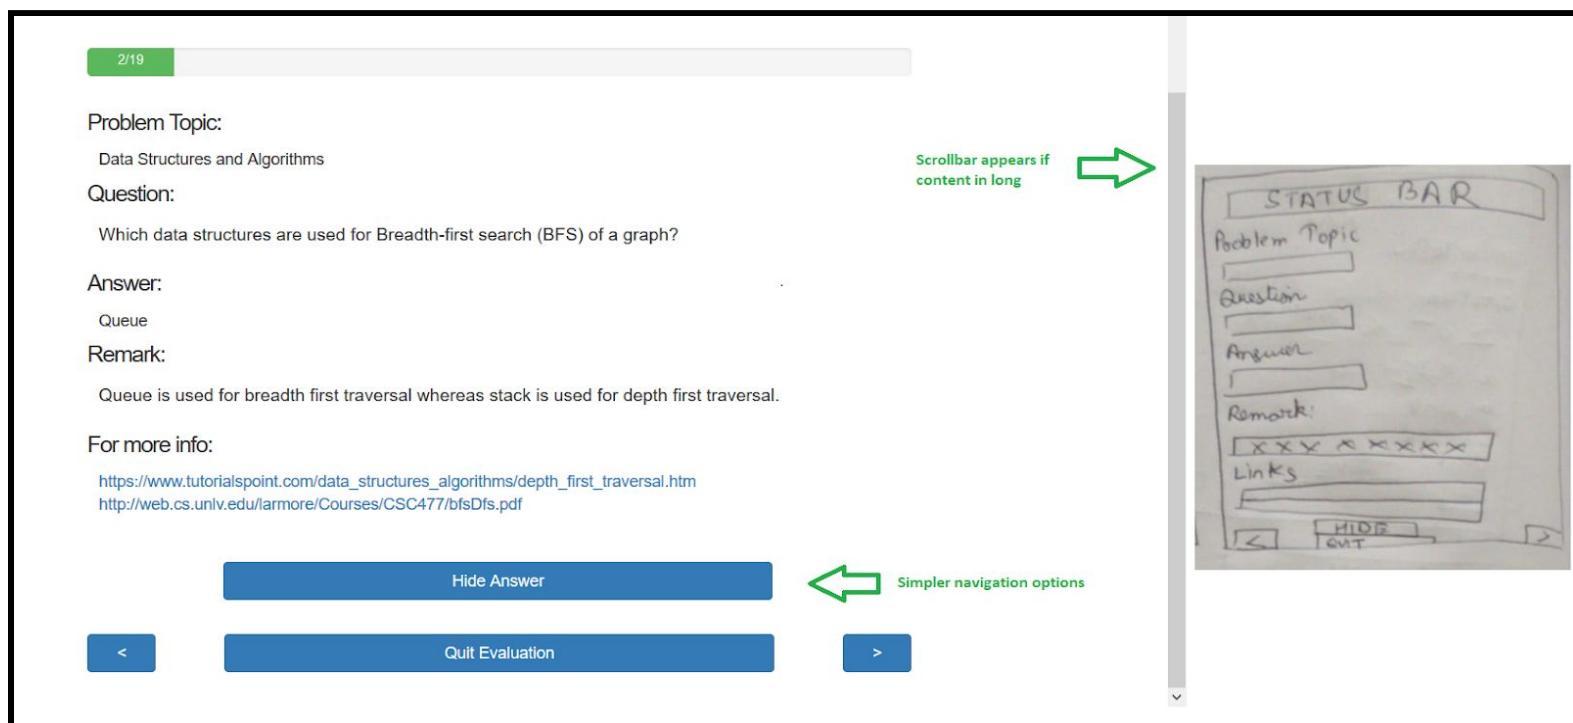 2/19
Problem Topic:
Data Structures and Algorithms
Question:
Which data structures are used for Breadth-first search (BFS) of a graph?
Answer:
Queue
Remark:
Queue is used for breadth first traversal whereas stack is used for depth first traversal.
For more info:
https://www.tutorialspoint.com/data_structures_algorithms/depth_first_traversal.htm
http://web.cs.unlv.edu/larmore/Courses/CSC477/bfsDfs.pdf
Hide Answer
< Quit Evaluation >
Scrollbar appears if
content in long
Simpler navigation options
STATUS BAR
Problem Topic
Question
Answer
Remark:
XXX X XXXXX
Links
HIDE
< QUIT >